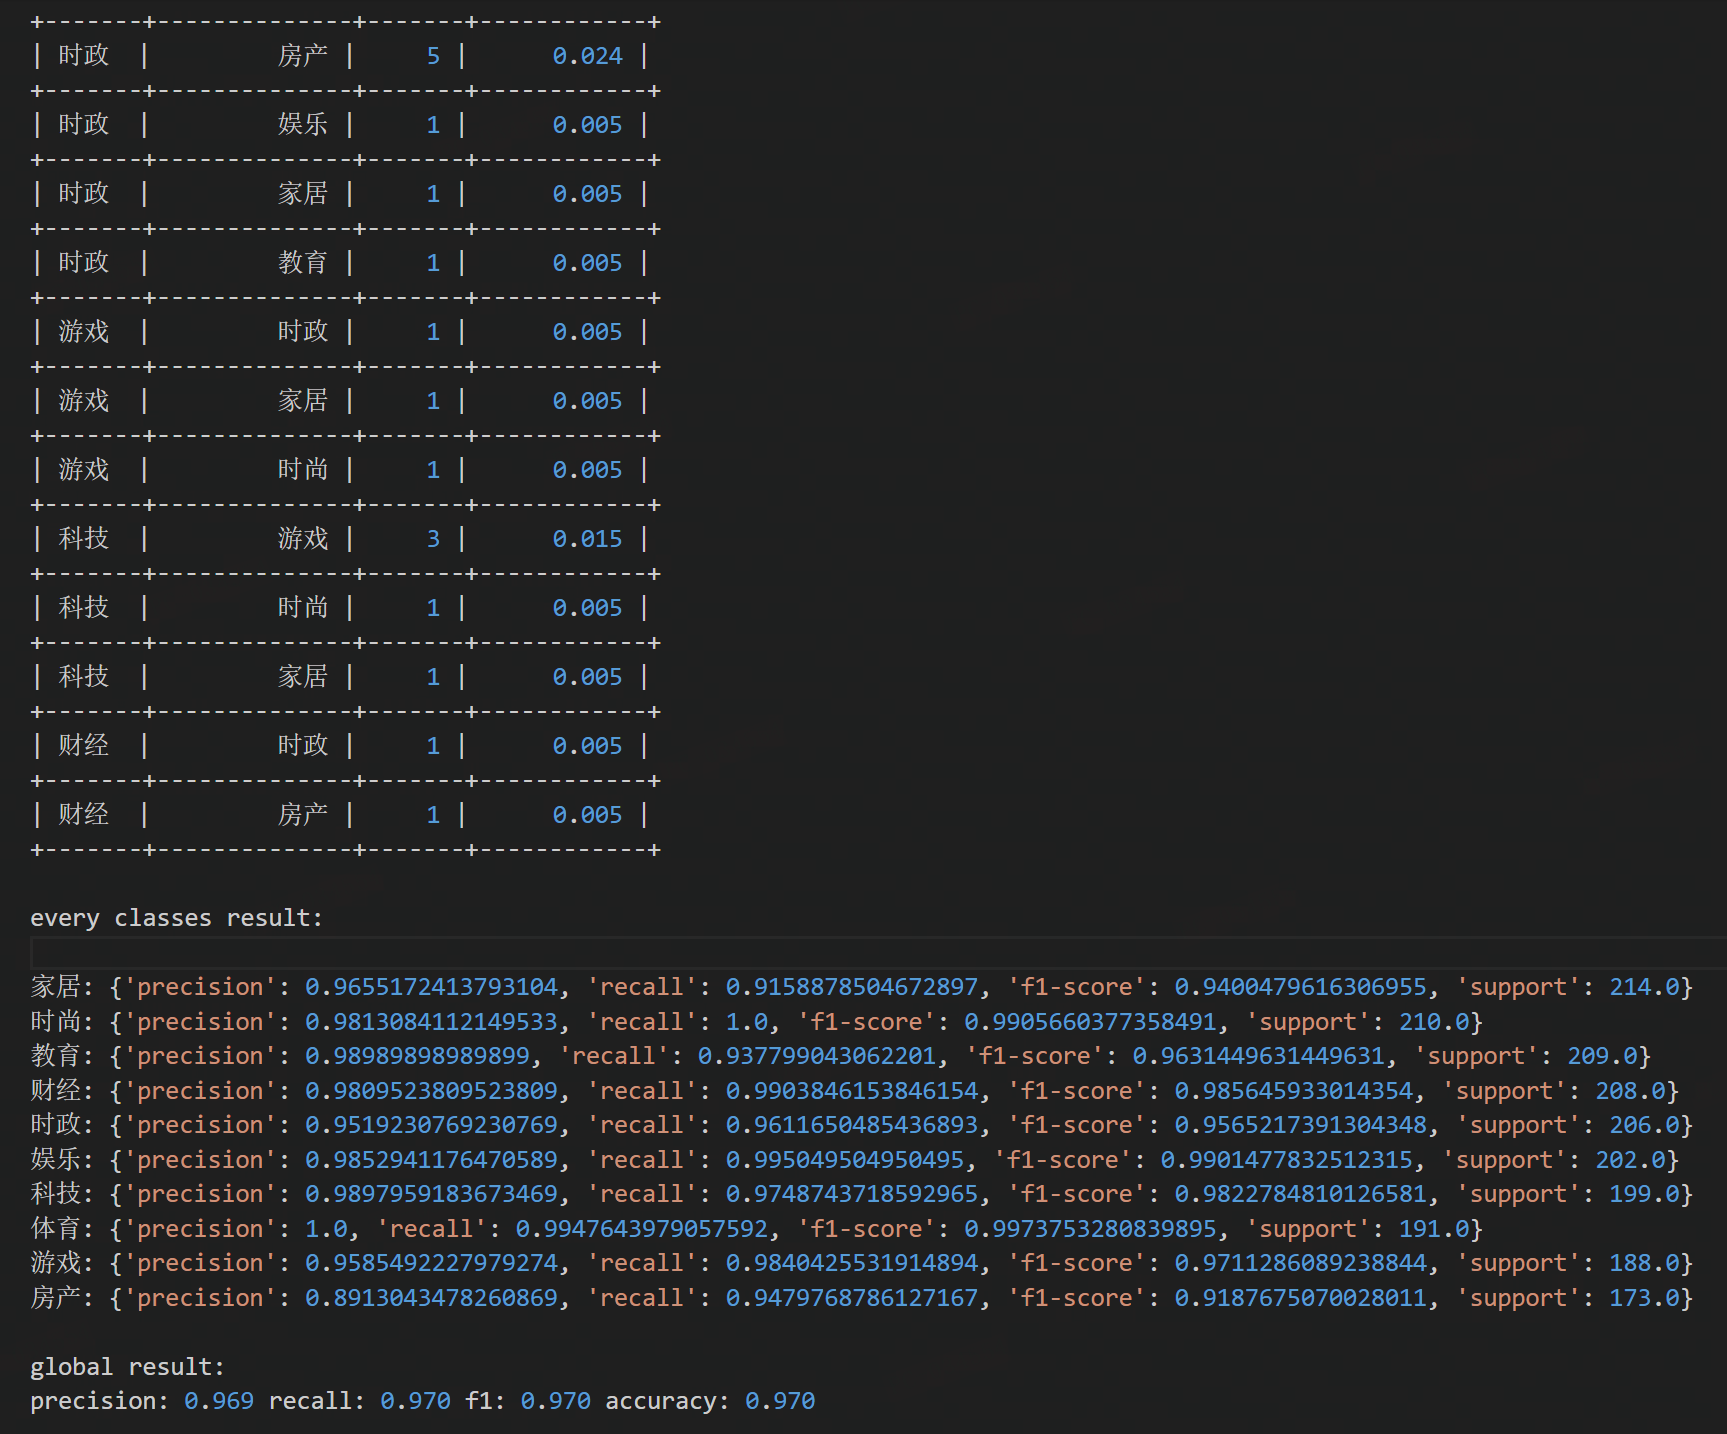 +-------+--------------+-------+------------+
| 时政 | 房产 | 5 | 0.024 |
+-------+--------------+-------+------------+
| 时政 | 娱乐 | 1 | 0.005 |
+-------+--------------+-------+------------+
| 时政 | 家居 | 1 | 0.005 |
+-------+--------------+-------+------------+
| 时政 | 教育 | 1 | 0.005 |
+-------+--------------+-------+------------+
| 游戏 | 时政 | 1 | 0.005 |
+-------+--------------+-------+------------+
| 游戏 | 家居 | 1 | 0.005 |
+-------+--------------+-------+------------+
| 游戏 | 时尚 | 1 | 0.005 |
+-------+--------------+-------+------------+
| 科技 | 游戏 | 3 | 0.015 |
+-------+--------------+-------+------------+
| 科技 | 时尚 | 1 | 0.005 |
+-------+--------------+-------+------------+
| 科技 | 家居 | 1 | 0.005 |
+-------+--------------+-------+------------+
| 财经 | 时政 | 1 | 0.005 |
+-------+--------------+-------+------------+
| 财经 | 房产 | 1 | 0.005 |
+-------+--------------+-------+------------+
every classes result:
家居: {'precision': 0.9655172413793104, 'recall': 0.9158878504672897, 'f1-score': 0.9400479616306955, 'support': 214.0}
时尚: {'precision': 0.9813084112149533, 'recall': 1.0, 'f1-score': 0.9905660377358491, 'support': 210.0}
教育: {'precision': 0.98989898989899, 'recall': 0.937799043062201, 'f1-score': 0.9631449631449631, 'support': 209.0}
财经: {'precision': 0.9809523809523809, 'recall': 0.9903846153846154, 'f1-score': 0.985645933014354, 'support': 208.0}
时政: {'precision': 0.9519230769230769, 'recall': 0.9611650485436893, 'f1-score': 0.9565217391304348, 'support': 206.0}
娱乐: {'precision': 0.9852941176470589, 'recall': 0.995049504950495, 'f1-score': 0.9901477832512315, 'support': 202.0}
科技: {'precision': 0.9897959183673469, 'recall': 0.9748743718592965, 'f1-score': 0.9822784810126581, 'support': 199.0}
体育: {'precision': 1.0, 'recall': 0.9947643979057592, 'f1-score': 0.9973753280839895, 'support': 191.0}
游戏: {'precision': 0.9585492227979274, 'recall': 0.9840425531914894, 'f1-score': 0.9711286089238844, 'support': 188.0}
房产: {'precision': 0.8913043478260869, 'recall': 0.9479768786127167, 'f1-score': 0.9187675070028011, 'support': 173.0}
global result:
precision: 0.969 recall: 0.970 f1: 0.970 accuracy: 0.970